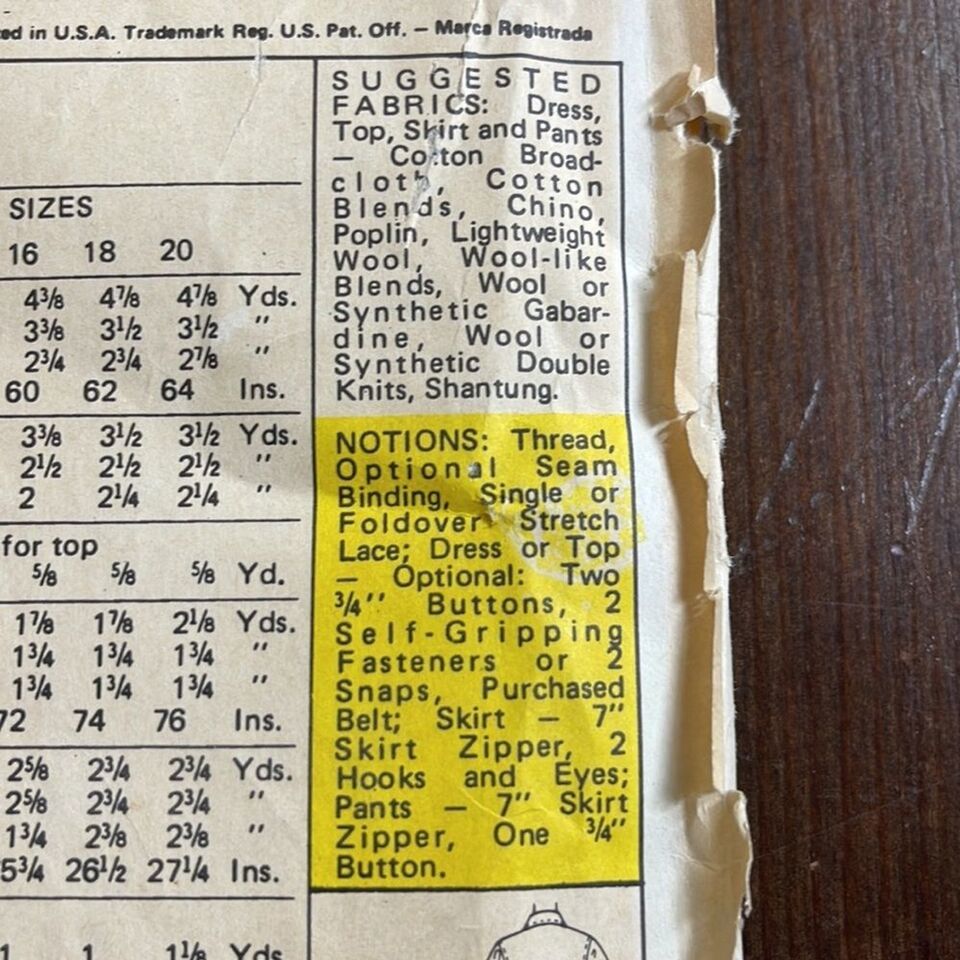 ed in U.S.A. Trademark Reg. U.S. Pat. Off. — Marca Registrada
SIZES
16 18 20
4⅜ 4⅞ 4⅞ Yds.
3⅜ 3½ 3½ "
2¾ 2¾ 2⅞ "
60 62 64 Ins.
3⅜ 3½ 3½ Yds.
2½ 2½ 2½ "
2 2¼ 2¼ "
for top
⅝ ⅝ ⅝ Yd.
1⅞ 1⅞ 2⅛ Yds.
1¾ 1¾ 1¾ "
1¾ 1¾ 1¾ "
72 74 76 Ins.
2⅝ 2¾ 2¾ Yds.
2⅝ 2¾ 2¾ "
1¾ 2⅜ 2⅜ "
5¾ 26½ 27¼ Ins.
1 1 1⅛ Yds.
SUGGESTED
FABRICS: Dress,
Top, Skirt and Pants
— Cotton Broad-
cloth, Cotton
Blends, Chino,
Poplin, Lightweight
Wool, Wool-like
Blends, Wool or
Synthetic Gabar-
dine, Wool or
Synthetic Double
Knits, Shantung.
NOTIONS: Thread,
Optional Seam
Binding, Single or
Foldover Stretch
Lace; Dress or Top
— Optional: Two
¾" Buttons, 2
Self-Gripping
Fasteners or 2
Snaps, Purchased
Belt; Skirt — 7"
Skirt Zipper, 2
Hooks and Eyes;
Pants — 7" Skirt
Zipper, One ¾"
Button.